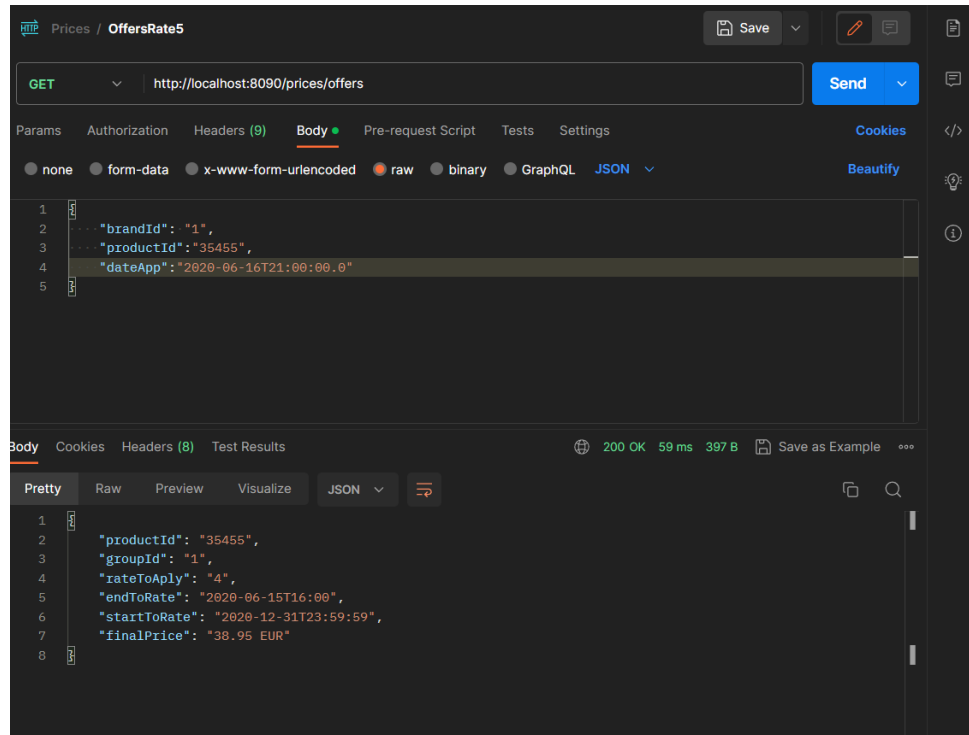 HTTP Prices / OffersRate5 Save
GET http://localhost:8090/prices/offers Send
Params Authorization Headers (9) Body Pre-request Script Tests Settings Cookies
none form-data x-www-form-urlencoded raw binary GraphQL JSON Beautify
1 {
2 "brandId": "1",
3 "productId":"35455",
4 "dateApp":"2020-06-16T21:00:00.0"
5 }
Body Cookies Headers (8) Test Results 200 OK 59 ms 397 B Save as Example
Pretty Raw Preview Visualize JSON
1 {
2 "productId": "35455",
3 "groupId": "1",
4 "rateToAply": "4",
5 "endToRate": "2020-06-15T16:00",
6 "startToRate": "2020-12-31T23:59:59",
7 "finalPrice": "38.95 EUR"
8 }